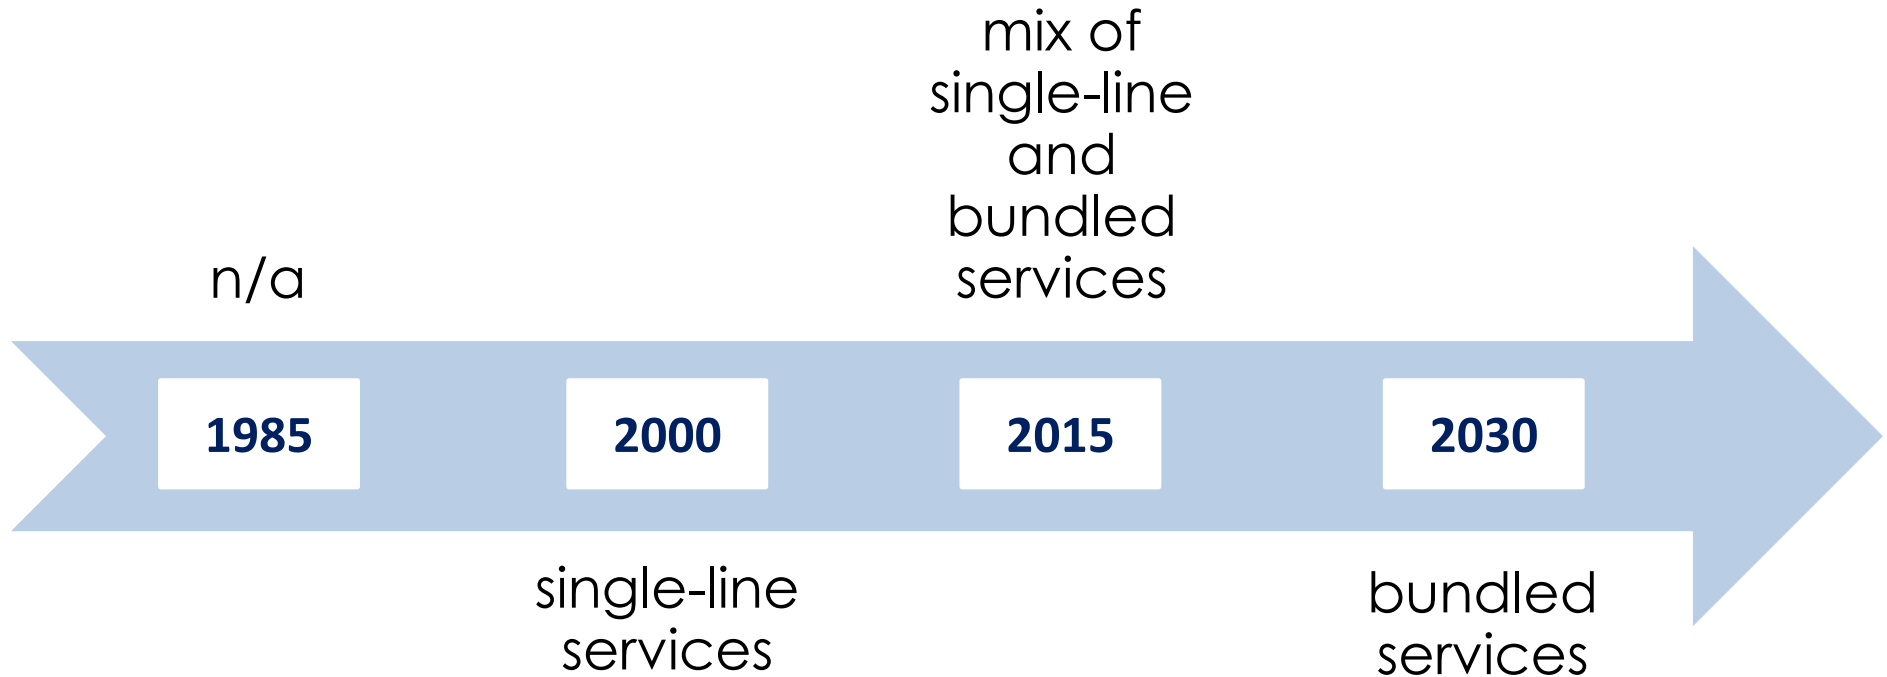 mix of
single-line
and
bundled
services
n/a
1985
2000
2015
2030
single-line
services
bundled
services